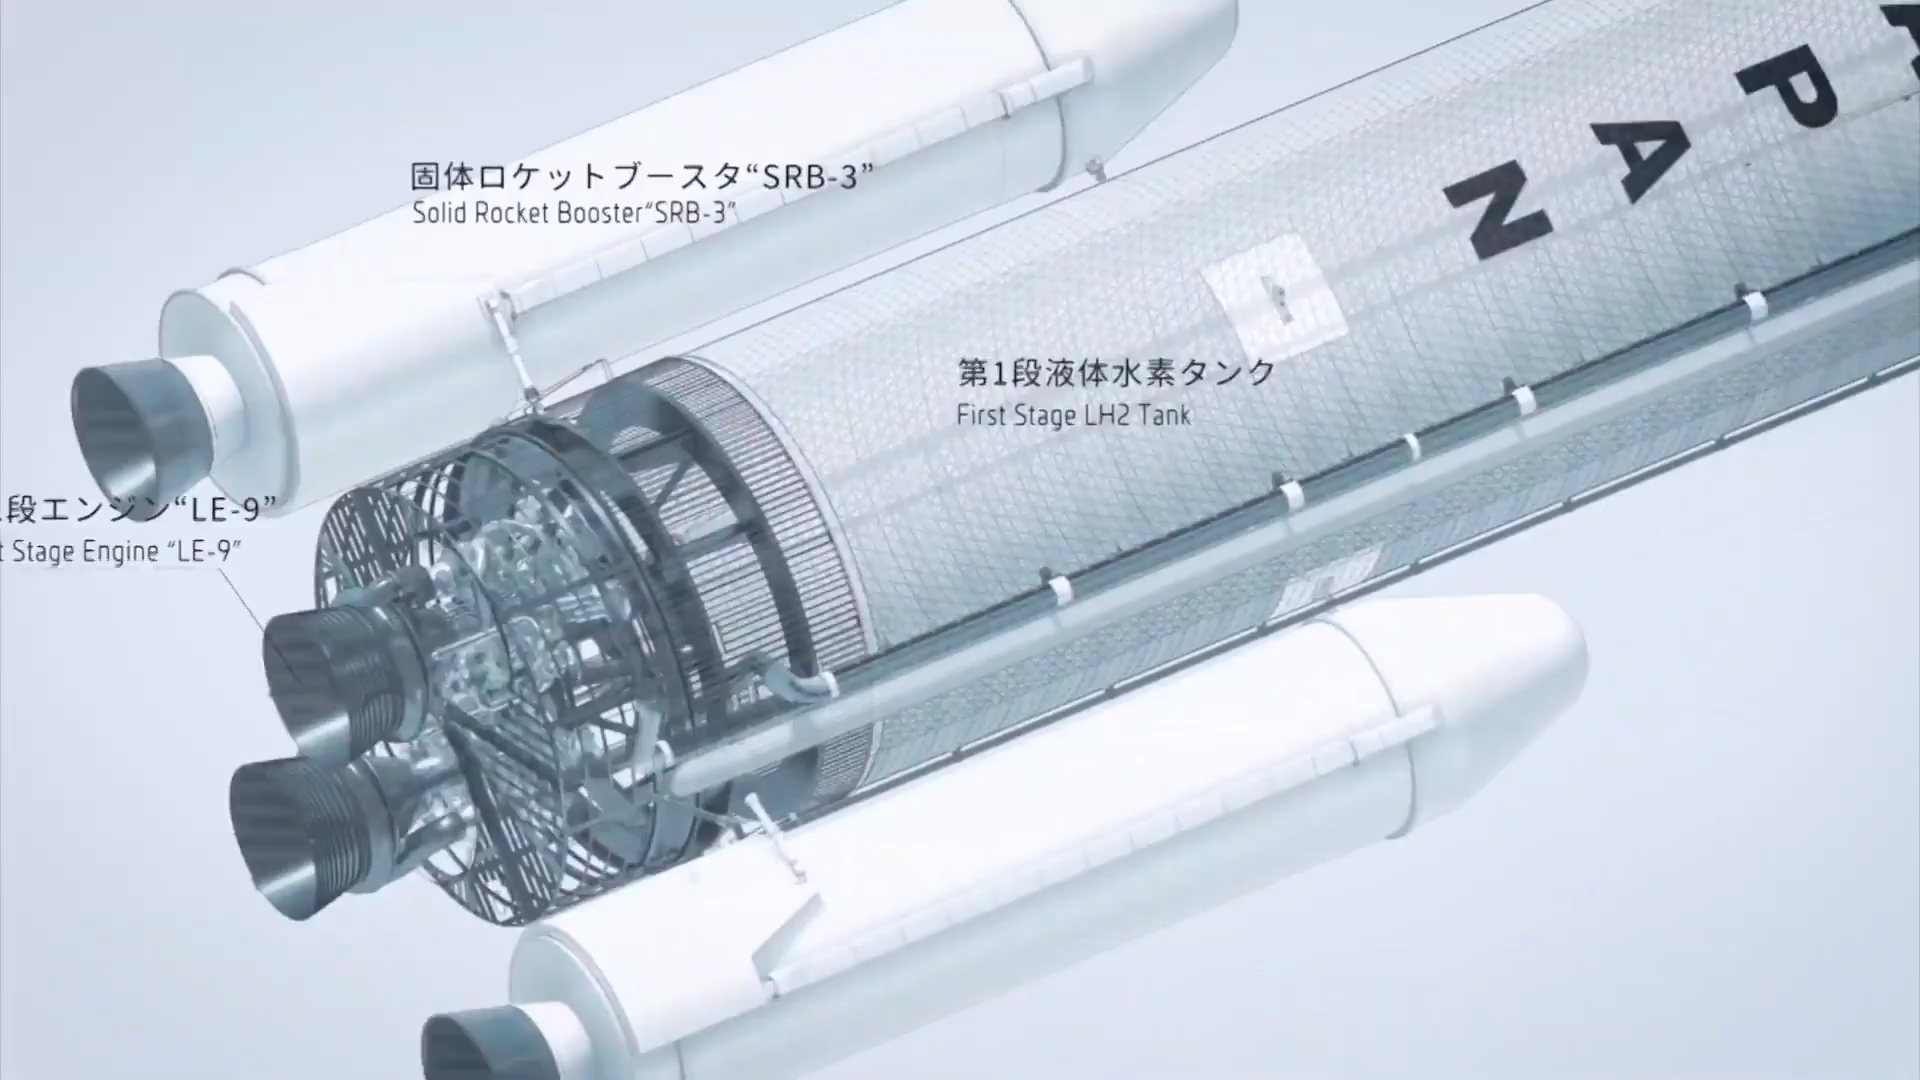 固体ロケットブースタ“SRB-3”
Solid Rocket Booster“SRB-3”
第1段液体水素タンク
First Stage LH2 Tank
段エンジン“LE-9”
t Stage Engine “LE-9”
APAN